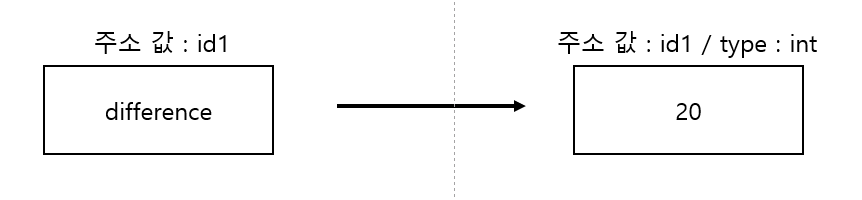 주소 값 : id1
주소 값 : id1 / type : int
difference
20